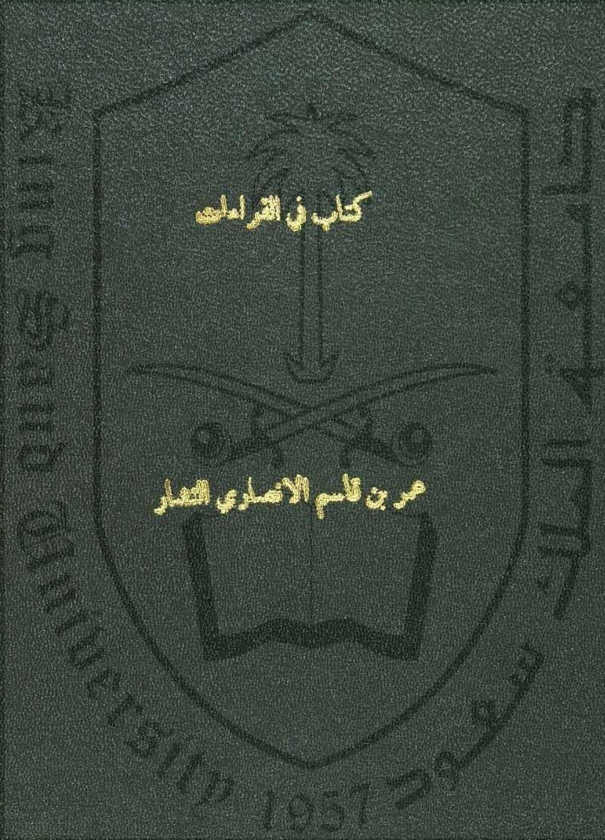 كتاب في القراءات
عمر بن قاسم الانصاري النشار
King Saud University 1957
جامعة الملك سعود